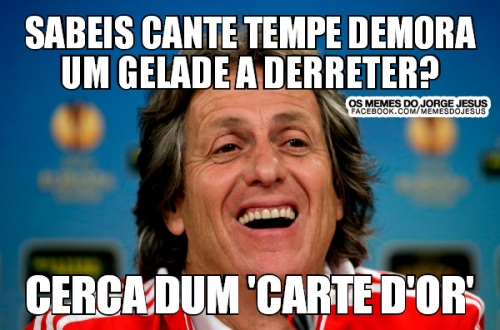 SABEIS CANTE TEMPE DEMORA
UM GELADE A DERRETER?
OS MEMES DO JORGE JESUS
FACEBOOK.COM/MEMESDOJESUS
CERCA DUM 'CARTE D'OR'